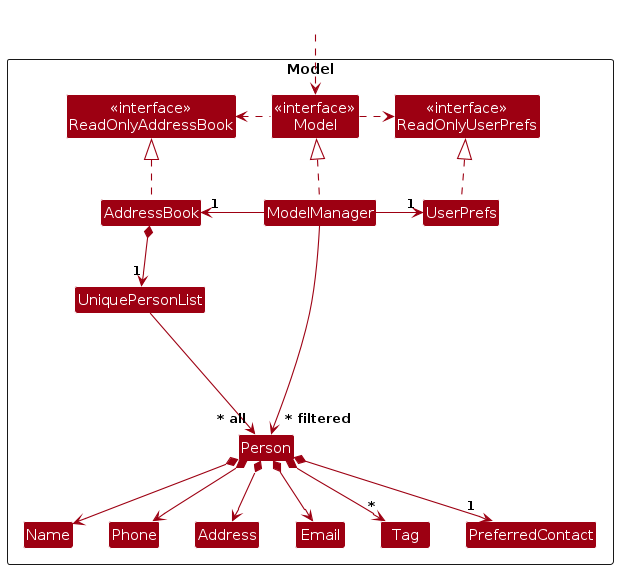 Model
«interface»
ReadOnlyAddressBook
«interface»
Model
«interface»
ReadOnlyUserPrefs
AddressBook
1
ModelManager
1
UserPrefs
1
UniquePersonList
* all
* filtered
Person
*
1
Name
Phone
Address
Email
Tag
PreferredContact